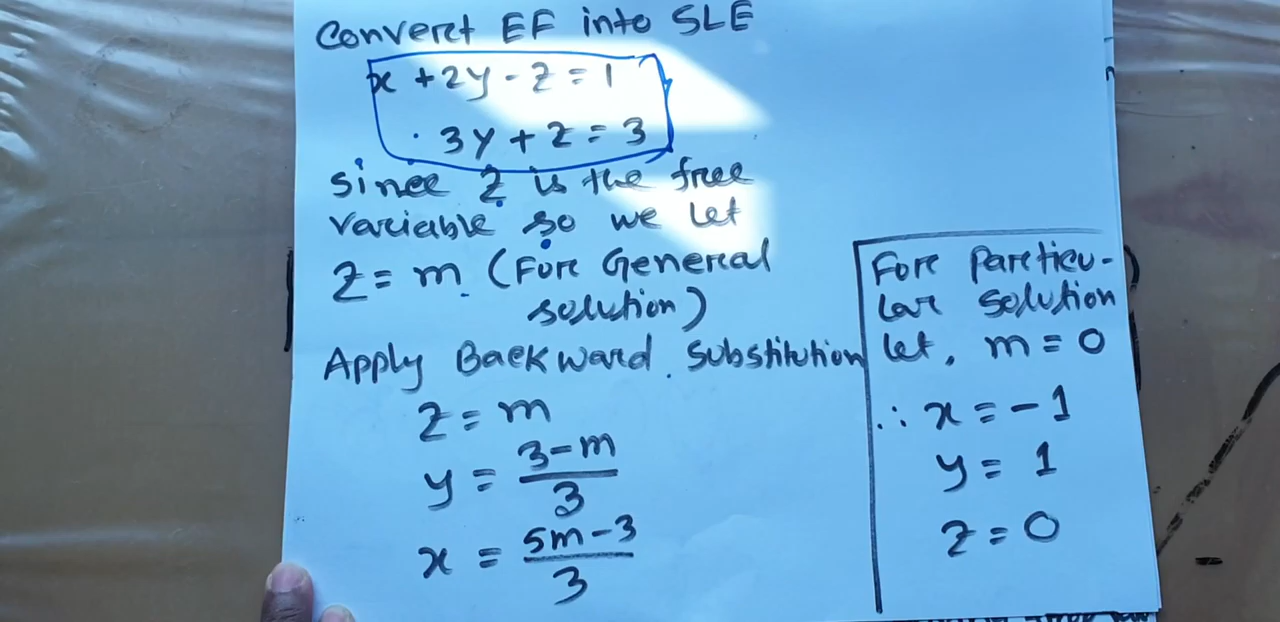 Convert EF into SLE
x + 2y - z = 1
3y + z = 3
since z is the free
variable so we let
z = m (For General
solution)
Apply Backward substitution
z = m
y = (3-m)/3
x = (5m-3)/3
For particu-
lar solution
let, m = 0
∴ x = -1
y = 1
z = 0